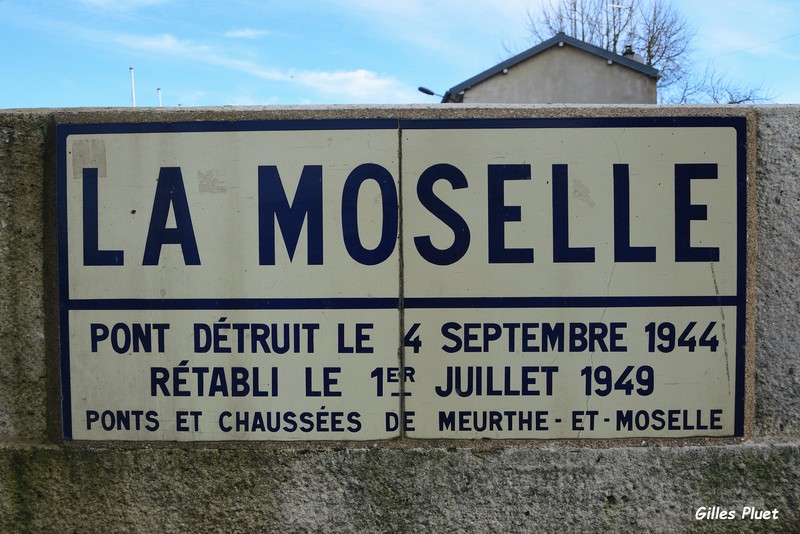 LA MOSELLE
PONT DÉTRUIT LE 4 SEPTEMBRE 1944
RÉTABLI LE 1ER JUILLET 1949
PONTS ET CHAUSSÉES DE MEURTHE-ET-MOSELLE
Gilles Pluet